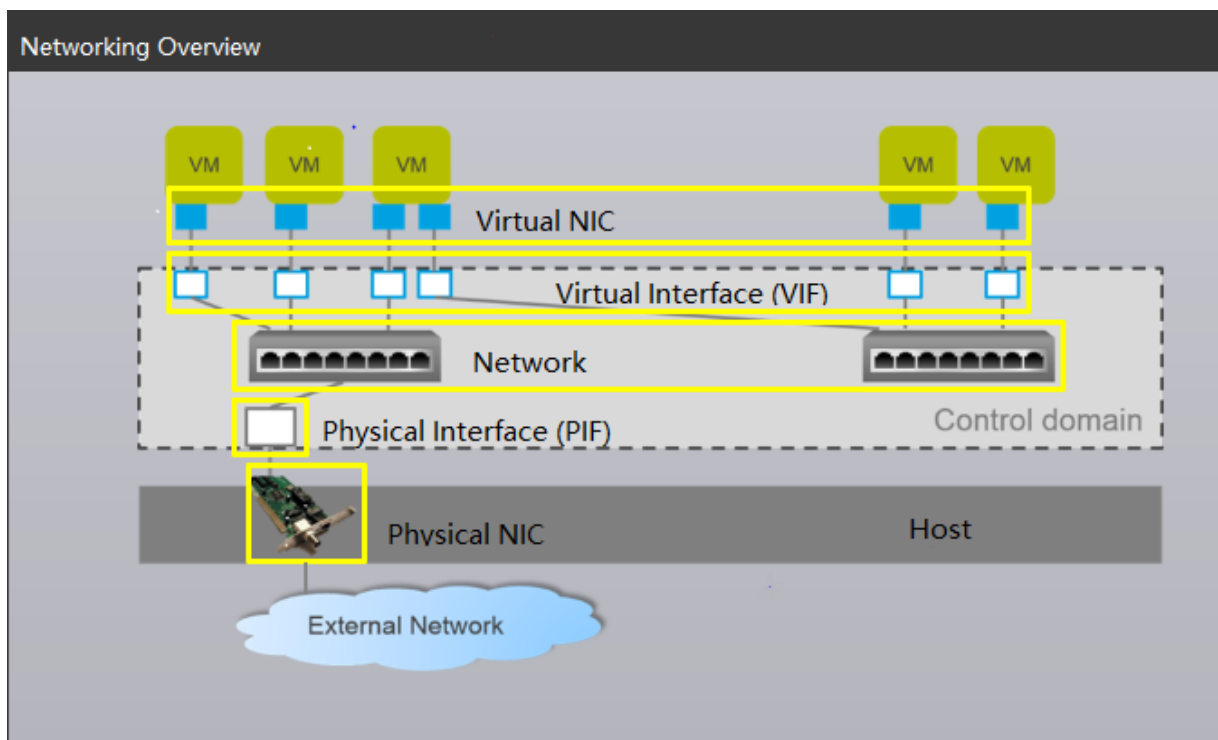 Networking Overview
VM VM VM VM VM
Virtual NIC
Virtual Interface (VIF)
Network
Physical Interface (PIF)
Control domain
Physical NIC
Host
External Network